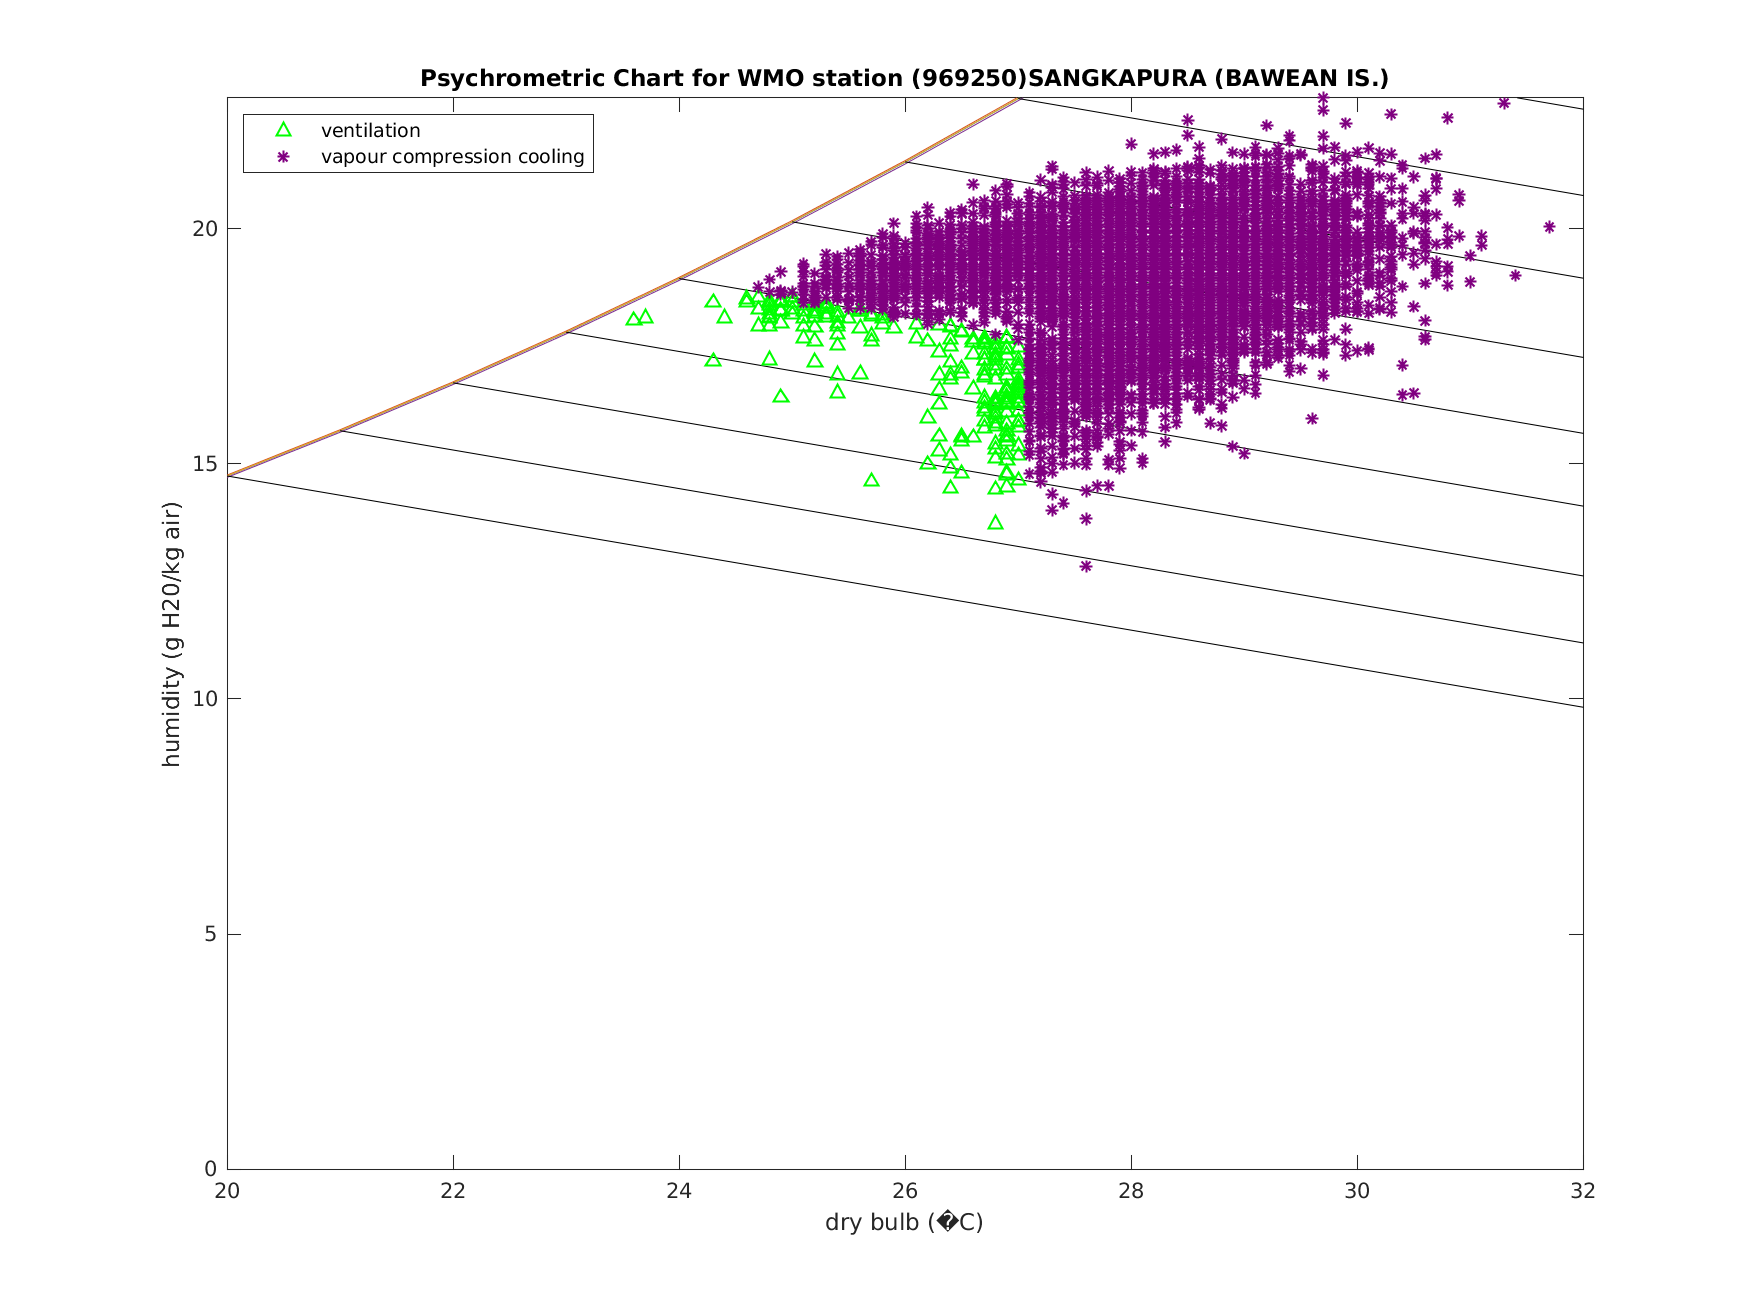 Psychrometric Chart for WMO station (969250)SANGKAPURA (BAWEAN IS.)
ventilation
vapour compression cooling
20
15
10
5
0
humidity (g H20/kg air)
20 22 24 26 28 30 32
dry bulb (�C)